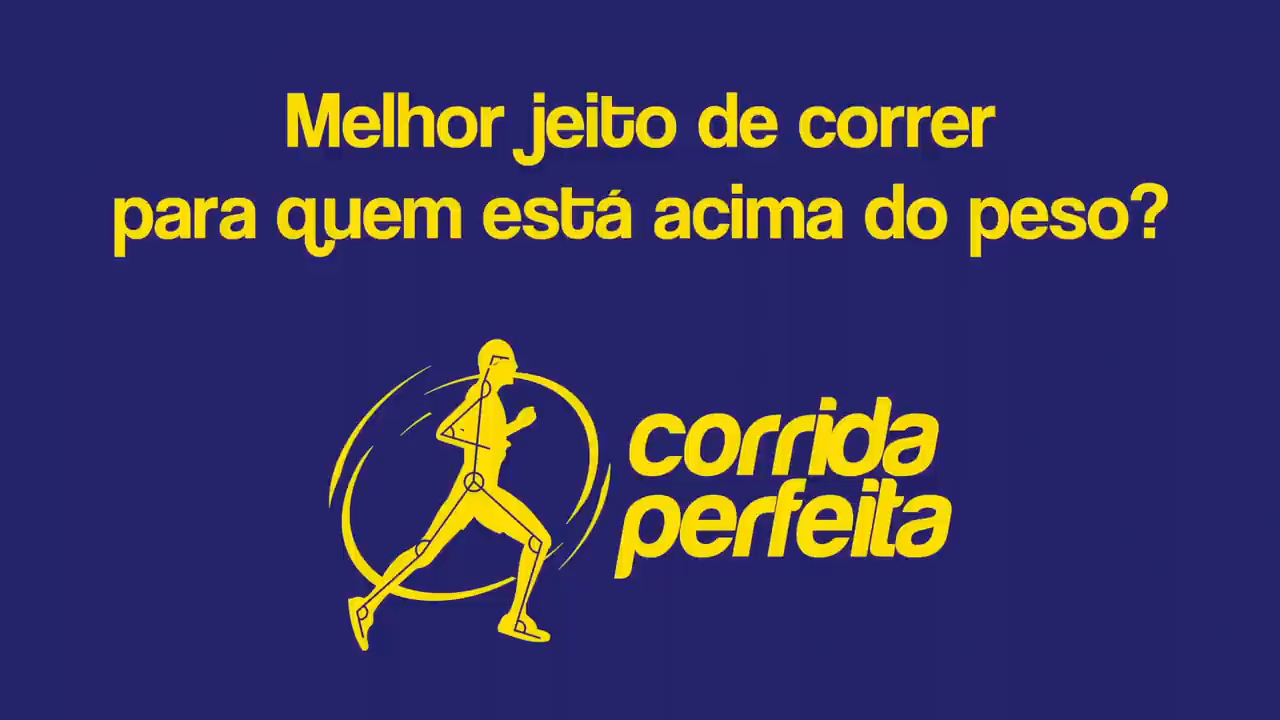 Melhor jeito de correr
para quem está acima do peso?
corrida
perfeita